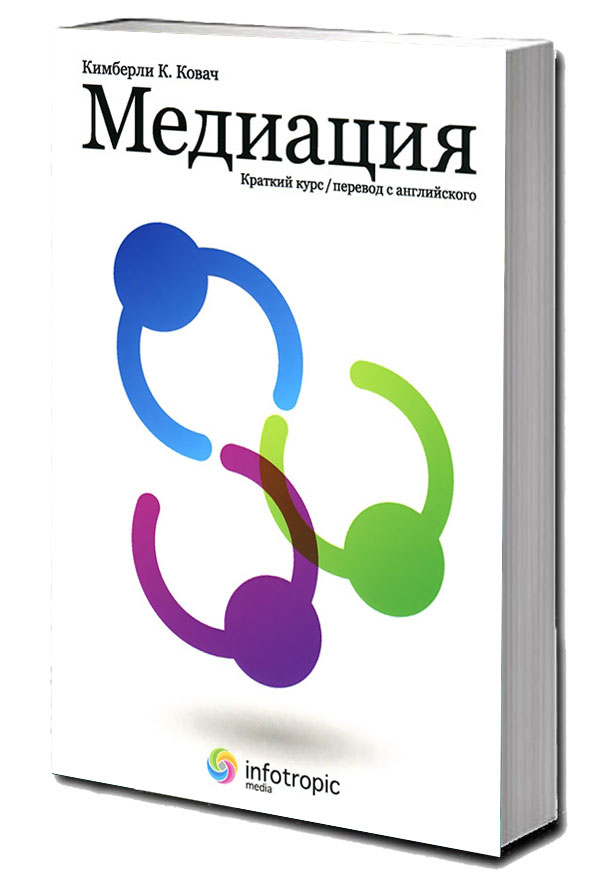 Кимберли К. Ковач
Медиация
Краткий курс / перевод с английского
infotropic
media